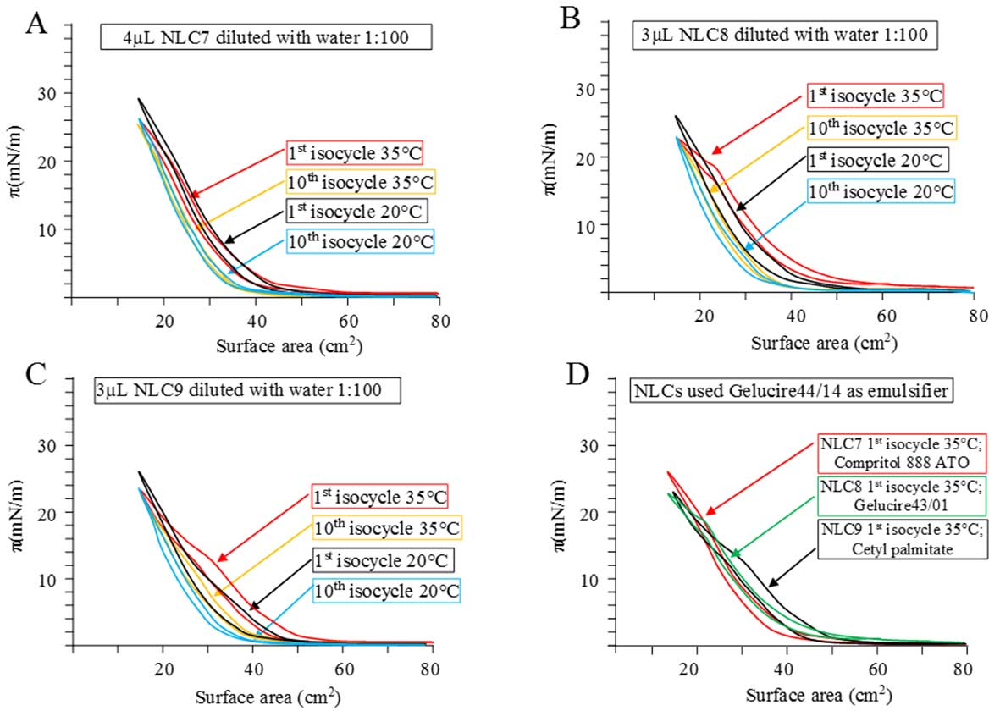 A
4µL NLC7 diluted with water 1:100
π(mN/m)
30
20
10
1st isocycle 35°C
10th isocycle 35°C
1st isocycle 20°C
10th isocycle 20°C
20
40
60
80
Surface area (cm2)
B
3µL NLC8 diluted with water 1:100
π(mN/m)
30
20
10
1st isocycle 35°C
10th isocycle 35°C
1st isocycle 20°C
10th isocycle 20°C
20
40
60
80
Surface area (cm2)
C
3µL NLC9 diluted with water 1:100
π(mN/m)
30
20
10
1st isocycle 35°C
10th isocycle 35°C
1st isocycle 20°C
10th isocycle 20°C
20
40
60
80
Surface area (cm2)
D
NLCs used Gelucire44/14 as emulsifier
π(mN/m)
30
20
10
NLC7 1st isocycle 35°C;
Compritol 888 ATO
NLC8 1st isocycle 35°C;
Gelucire43/01
NLC9 1st isocycle 35°C;
Cetyl palmitate
20
40
60
80
Surface area (cm2)